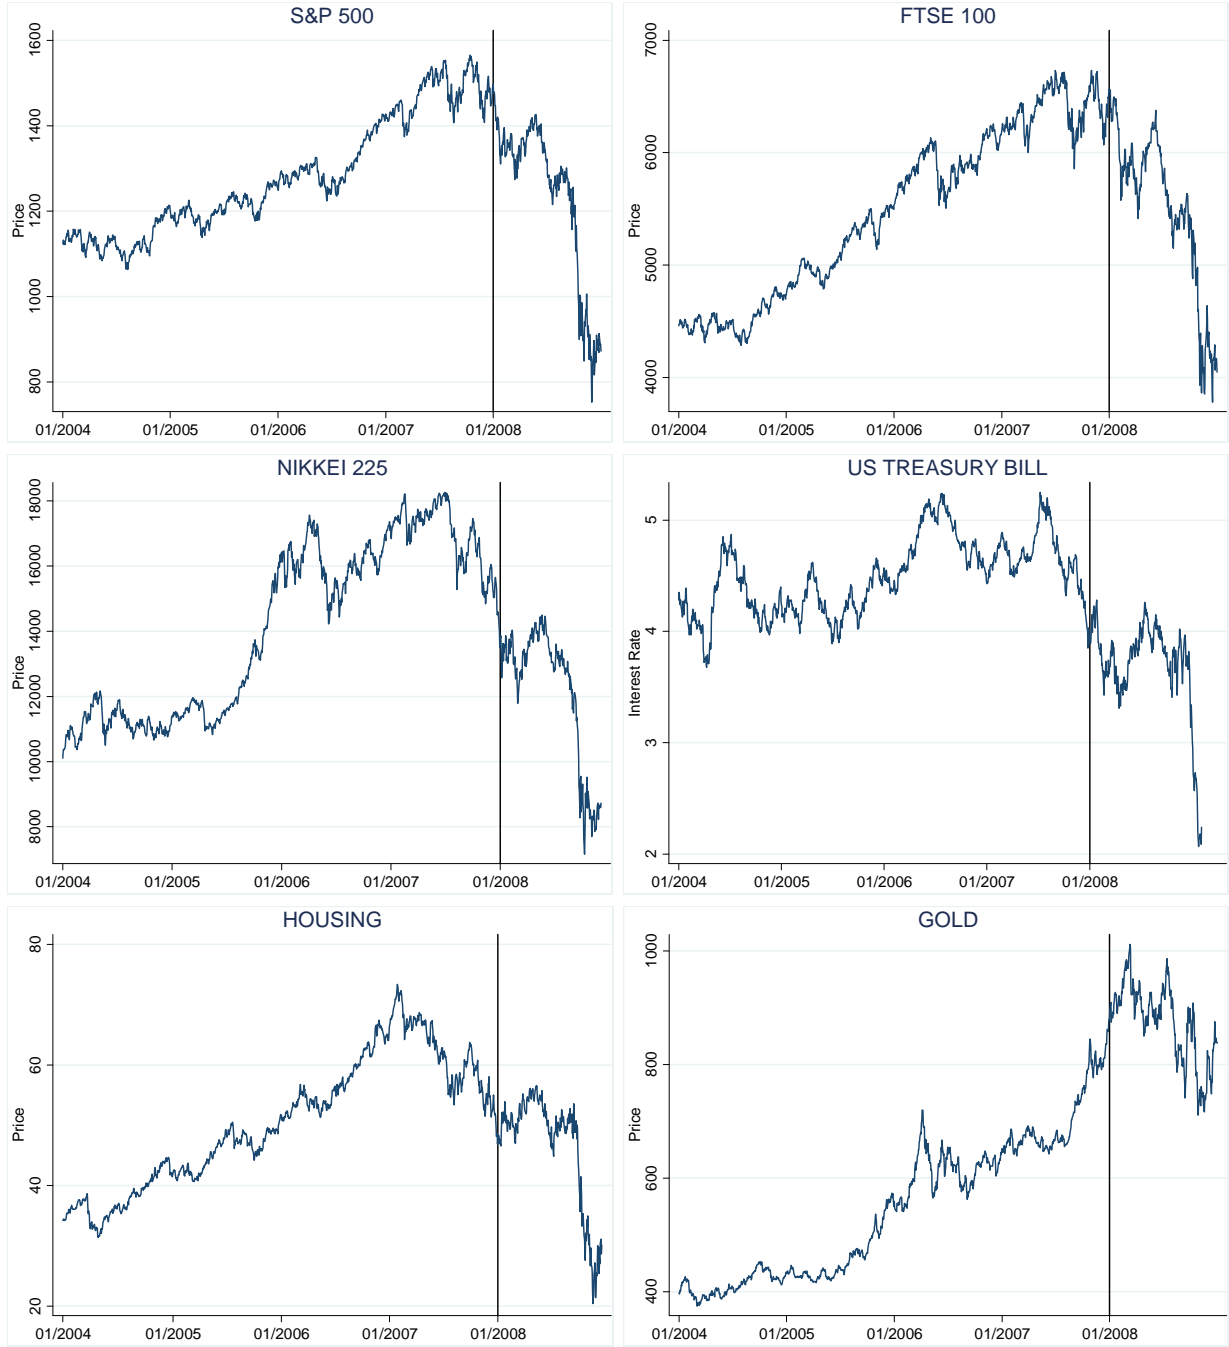 S&P 500
Price
1600
1400
1200
1000
800
01/2004 01/2005 01/2006 01/2007 01/2008
FTSE 100
Price
7000
6000
5000
4000
01/2004 01/2005 01/2006 01/2007 01/2008
NIKKEI 225
Price
18000
16000
14000
12000
10000
8000
01/2004 01/2005 01/2006 01/2007 01/2008
US TREASURY BILL
Interest Rate
5
4
3
2
01/2004 01/2005 01/2006 01/2007 01/2008
HOUSING
Price
80
60
40
20
01/2004 01/2005 01/2006 01/2007 01/2008
GOLD
Price
1000
800
600
400
01/2004 01/2005 01/2006 01/2007 01/2008